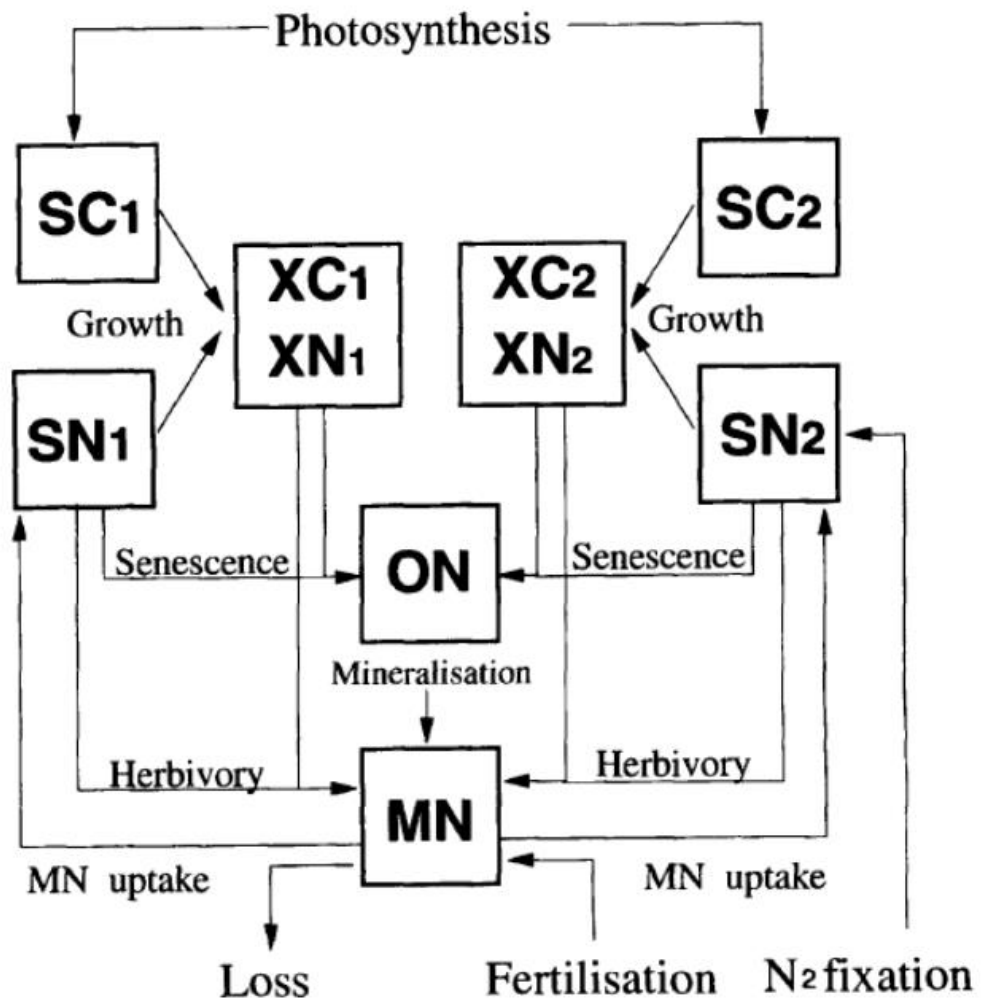 Photosynthesis
SC1
SC2
XC1
XN1
XC2
XN2
Growth
Growth
SN1
SN2
Senescence
ON
Senescence
Mineralisation
Herbivory
Herbivory
MN
MN uptake
MN uptake
Loss
Fertilisation
N2 fixation